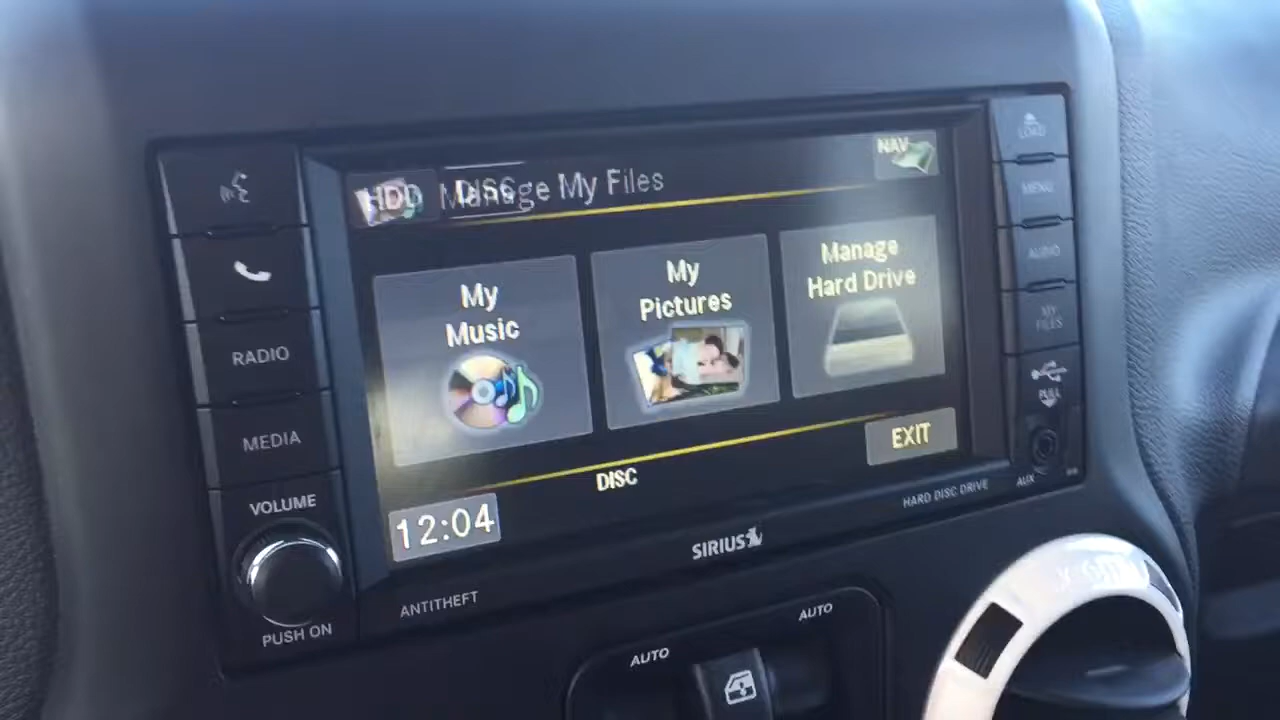 HDD DISC
Manage My Files
NAV
My
Music
My
Pictures
Manage
Hard Drive
DISC
EXIT
12:04
RADIO
MEDIA
VOLUME
PUSH ON
ANTITHEFT
SIRIUS
HARD DISC DRIVE
LOAD
MENU
AUDIO
MY
FILES
PULL
AUX
AUTO
AUTO